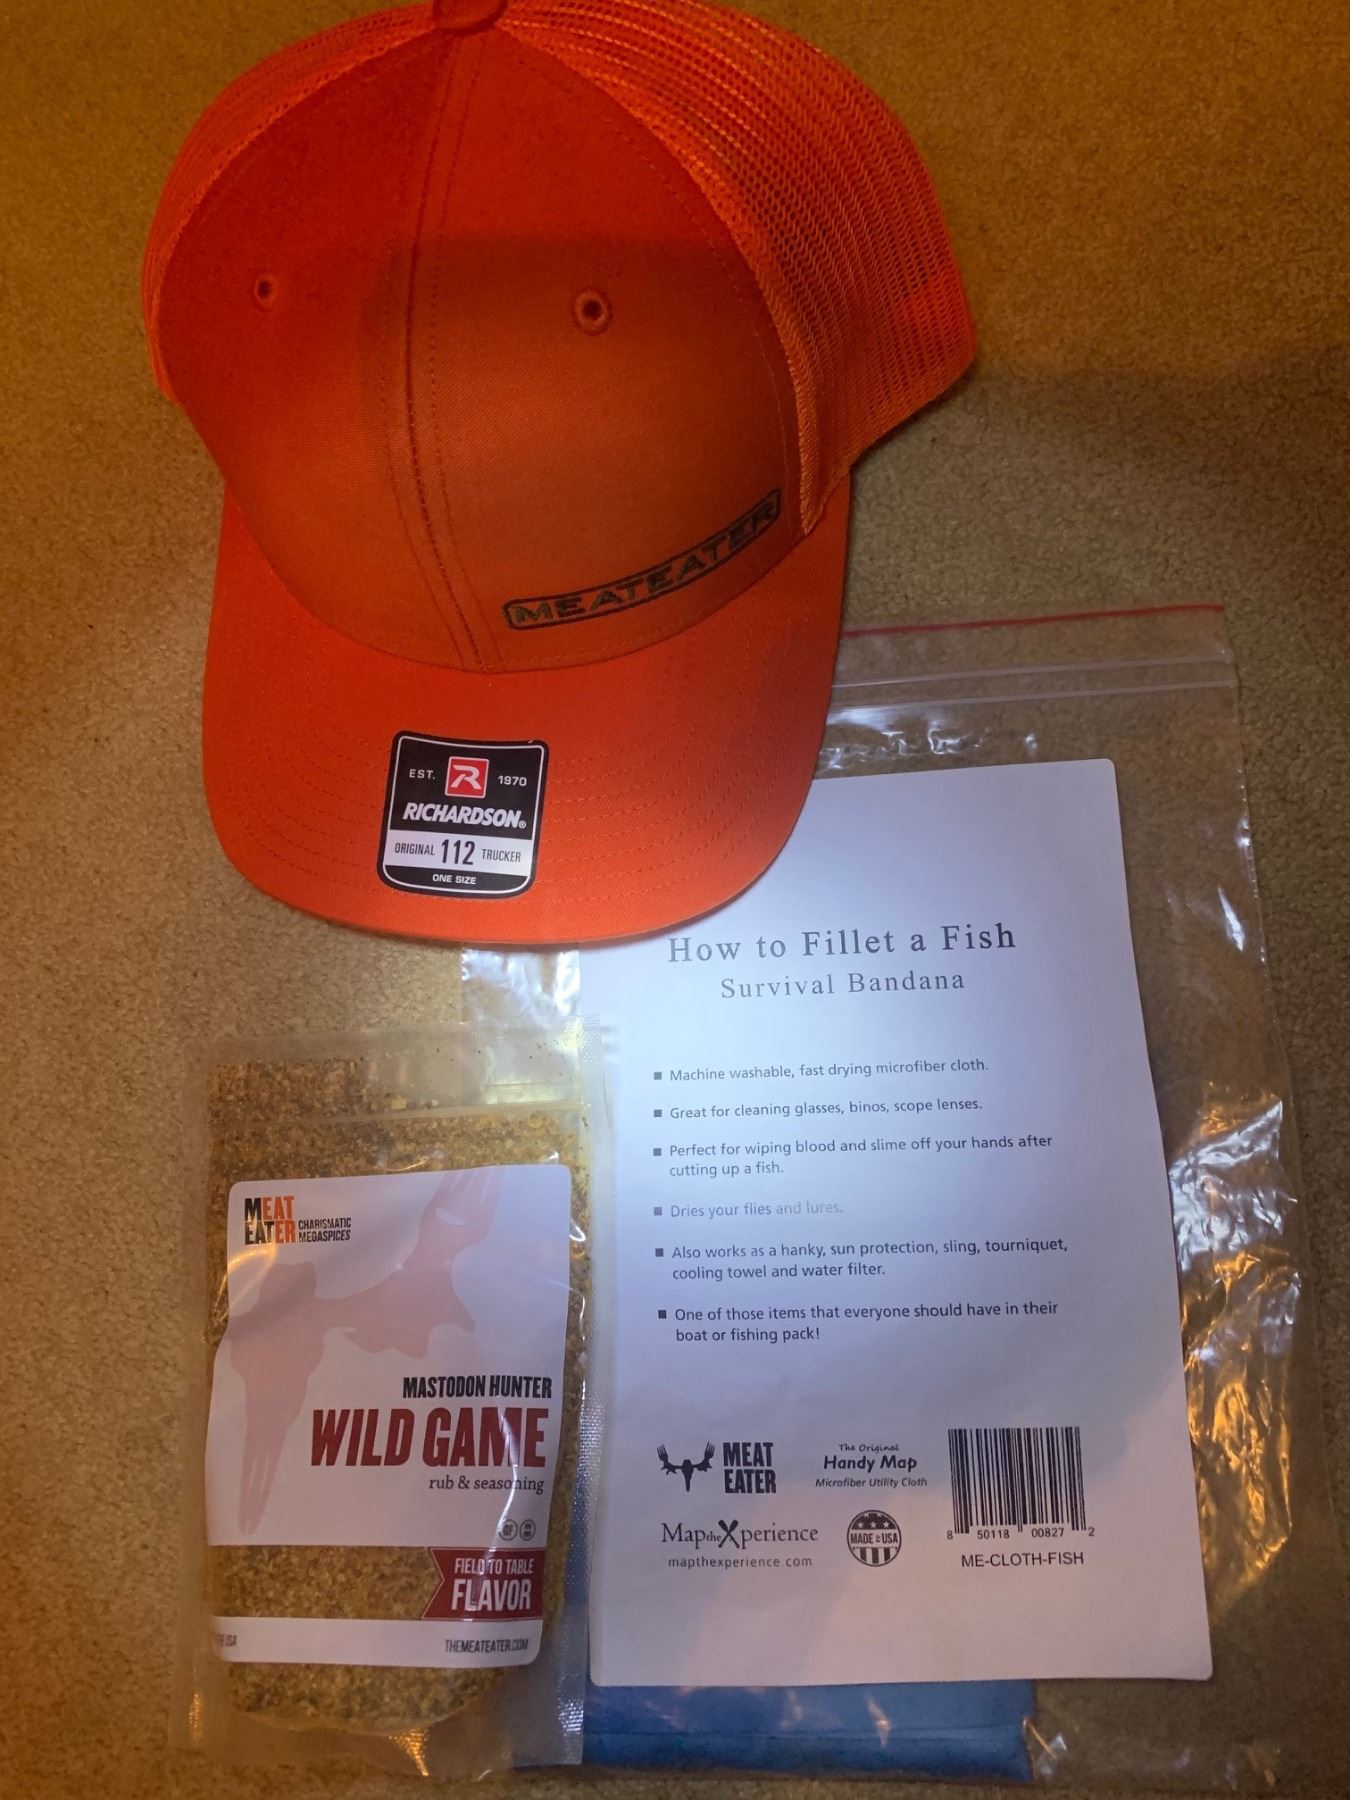 MEATEATER
EST. R 1970
RICHARDSON®
ORIGINAL 112 TRUCKER
ONE SIZE
How to Fillet a Fish
Survival Bandana
■ Machine washable, fast drying microfiber cloth.
■ Great for cleaning glasses, binos, scope lenses.
■ Perfect for wiping blood and slime off your hands after
cutting up a fish.
■ Dries your flies and lures.
■ Also works as a hanky, sun protection, sling, tourniquet,
cooling towel and water filter.
■ One of those items that everyone should have in their
boat or fishing pack!
MEAT
EATER
The Original
Handy Map
Microfiber Utility Cloth
MaptheXperience
mapthexperience.com
MADE IN USA
8 50118 00827 2
ME-CLOTH-FISH
MEAT
EATER
CHARISMATIC
MEGASPICES
MASTODON HUNTER
WILD GAME
rub & seasoning
GF
FIELD TO TABLE
FLAVOR
USA
THEMEATEATER.COM